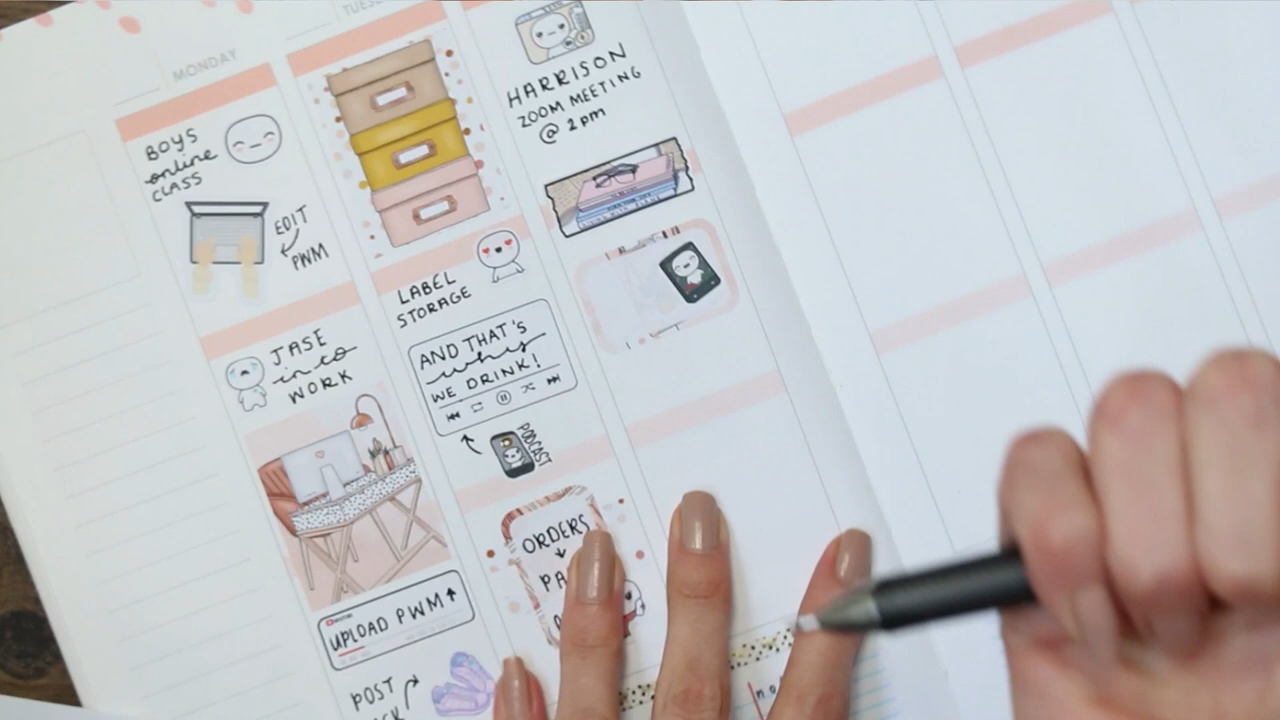 MONDAY
BOYS
online
CLASS
EDIT
PWM
JASE
into
WORK
UPLOAD PWM
POST
LABEL
STORAGE
AND THAT'S
why
WE DRINK!
PODCAST
ORDERS
HARRISON
ZOOM MEETING
@ 2pm